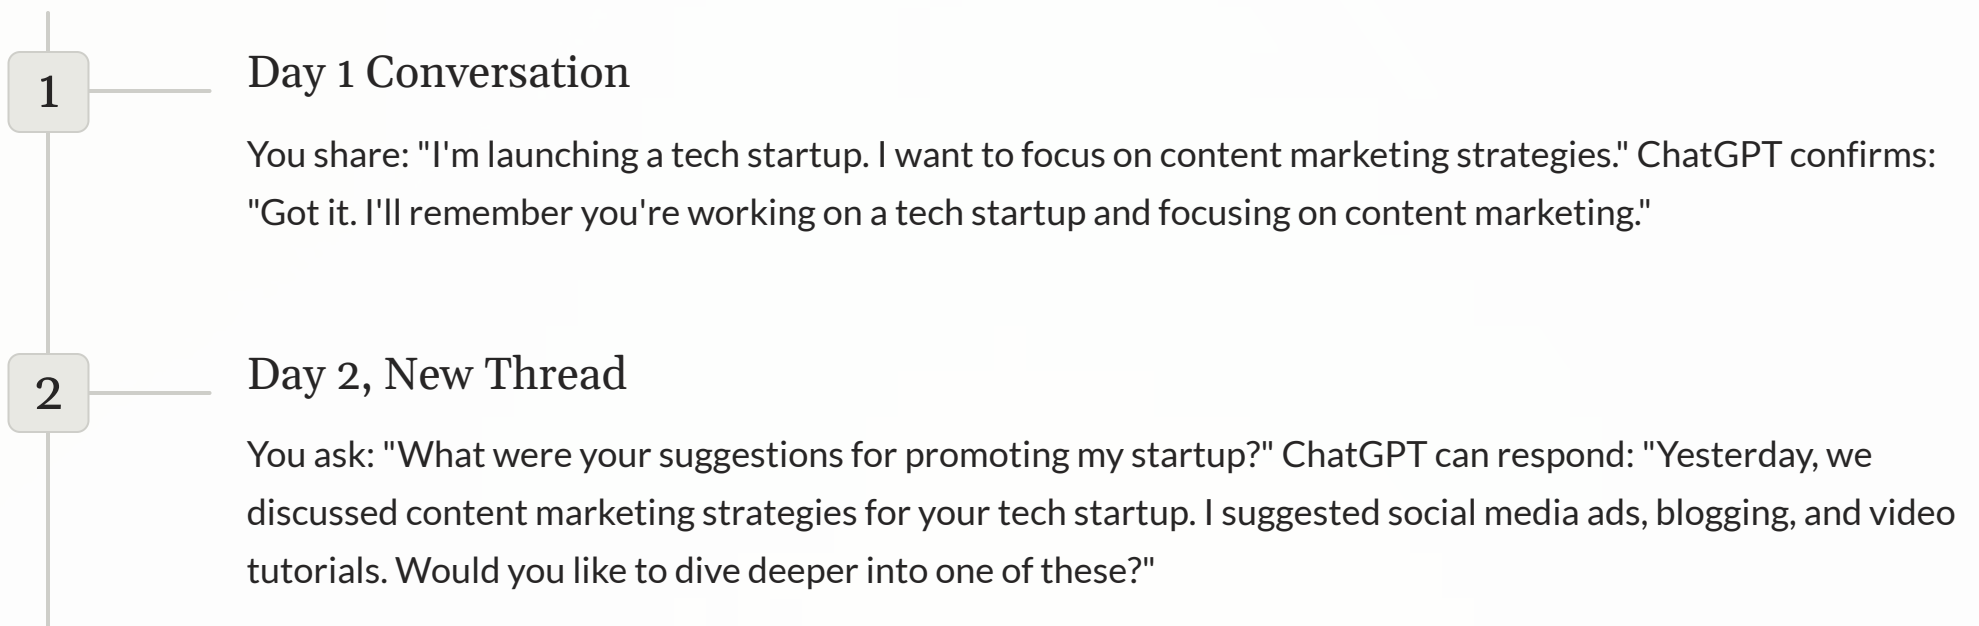 1
Day 1 Conversation
You share: "I'm launching a tech startup. I want to focus on content marketing strategies." ChatGPT confirms:
"Got it. I'll remember you're working on a tech startup and focusing on content marketing."
2
Day 2, New Thread
You ask: "What were your suggestions for promoting my startup?" ChatGPT can respond: "Yesterday, we
discussed content marketing strategies for your tech startup. I suggested social media ads, blogging, and video
tutorials. Would you like to dive deeper into one of these?"